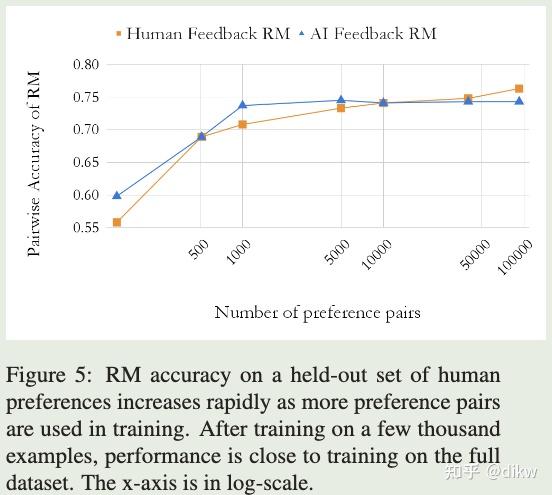 Human Feedback RM AI Feedback RM
Pairwise Accuracy of RM
0.80
0.75
0.70
0.65
0.60
0.55
500
1000
5000
10000
50000
100000
Number of preference pairs
Figure 5: RM accuracy on a held-out set of human
preferences increases rapidly as more preference pairs
are used in training. After training on a few thousand
examples, performance is close to training on the full
dataset. The x-axis is in log-scale.
知乎 @dikw